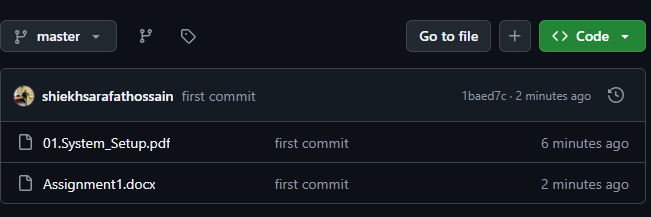 master Go to file Code
shiekhsarafathossain first commit 1baed7c · 2 minutes ago
01.System_Setup.pdf first commit 6 minutes ago
Assignment1.docx first commit 2 minutes ago